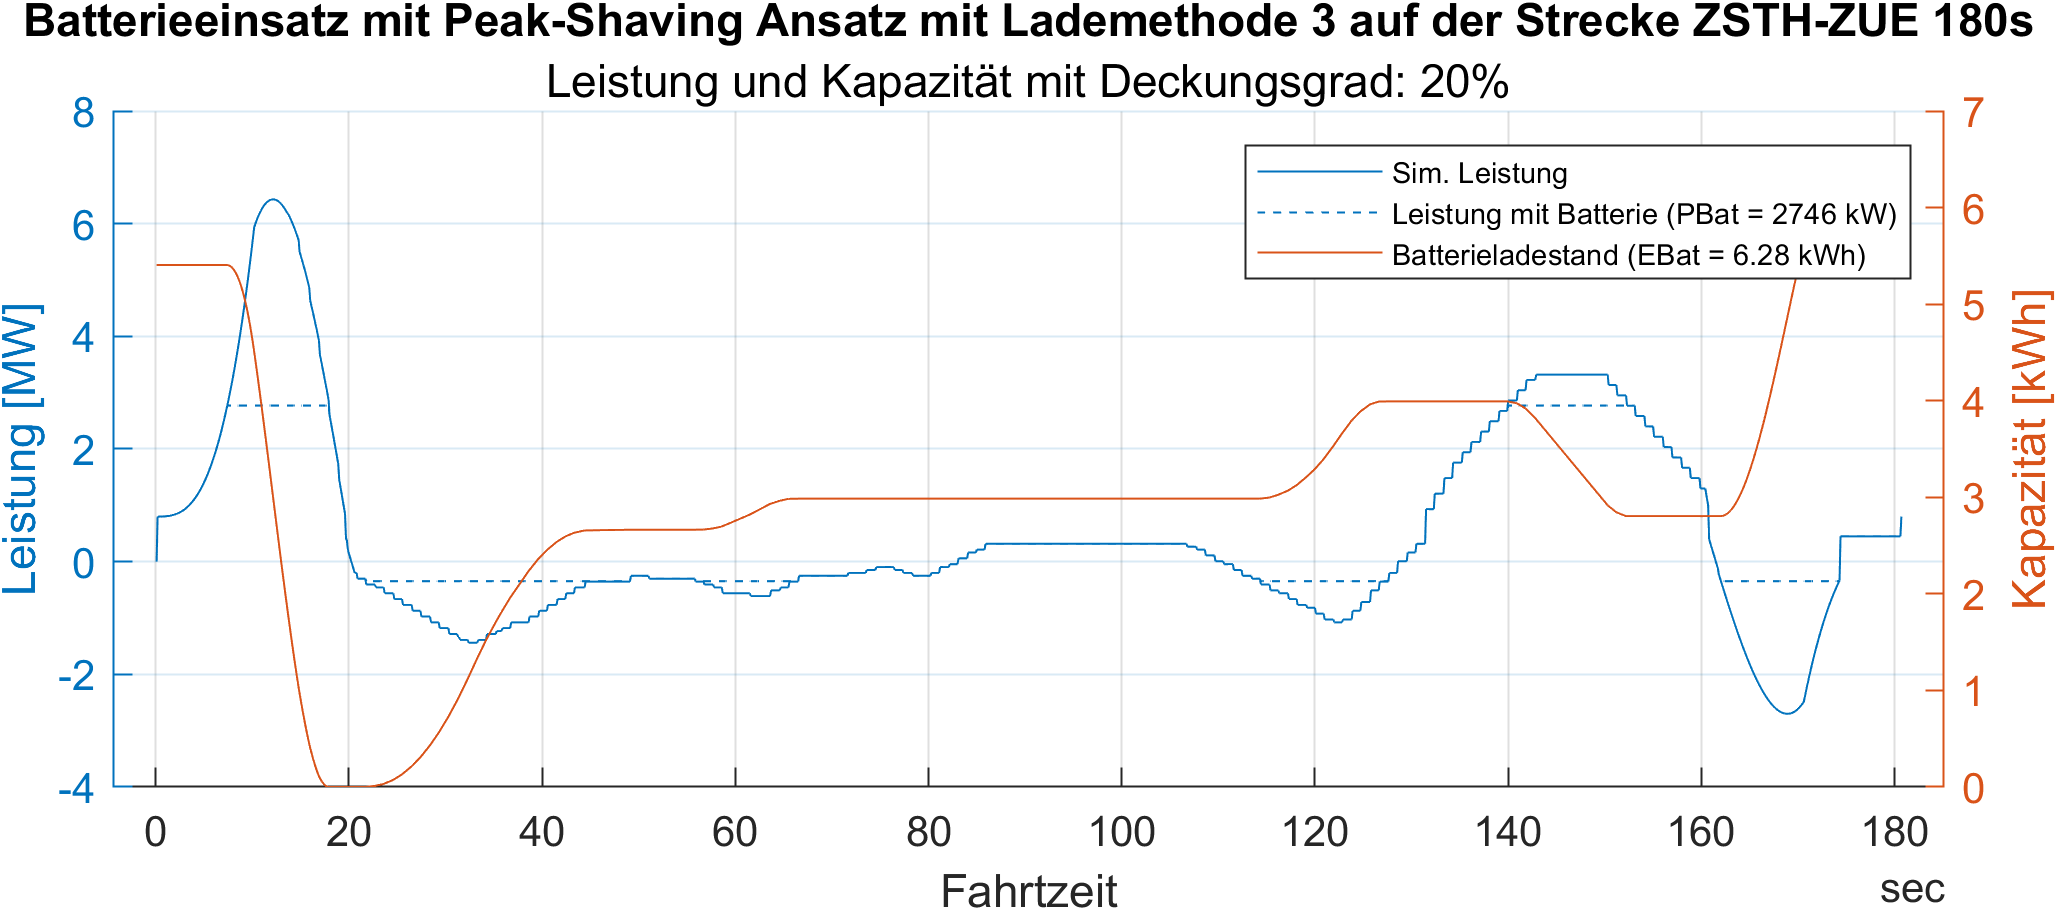 Batterieeinsatz mit Peak-Shaving Ansatz mit Lademethode 3 auf der Strecke ZSTH-ZUE 180s
Leistung und Kapazität mit Deckungsgrad: 20%
Leistung [MW]
8
6
4
2
0
-2
-4
Sim. Leistung
Leistung mit Batterie (PBat = 2746 kW)
Batterieladestand (EBat = 6.28 kWh)
7
6
5
4
3
2
1
0
Kapazität [kWh]
0 20 40 60 80 100 120 140 160 180
Fahrtzeit
sec